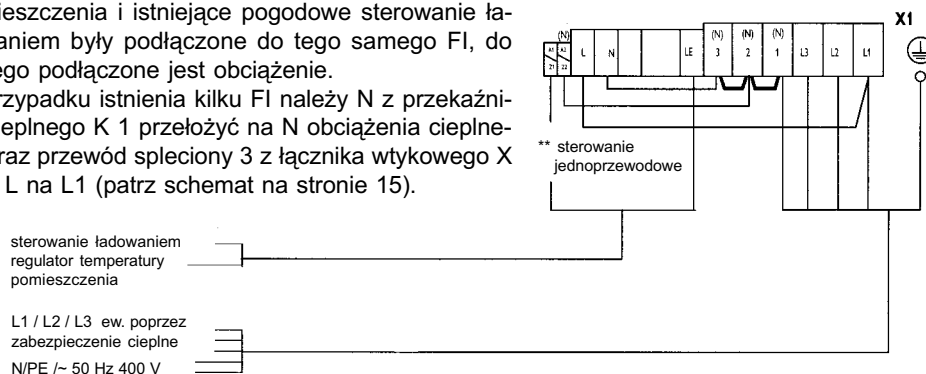 ieszczenia i istniejące pogodowe sterowanie ła-
aniem były podłączone do tego samego FI, do
ego podłączone jest obciążenie.
rzypadku istnienia kilku FI należy N z przekaźni-
ieplnego K 1 przełożyć na N obciążenia cieplne-
raz przewód spleciony 3 z łącznika wtykowego X
L na L1 (patrz schemat na stronie 15).
X1
(N) (N) (N) (N)
A1 A2 L N LE 3 2 1 L3 L2 L1
Z1 Z2
** sterowanie
jednoprzewodowe
sterowanie ładowaniem
regulator temperatury
pomieszczenia
L1 / L2 / L3 ew. poprzez
zabezpieczenie cieplne
N/PE /~ 50 Hz 400 V